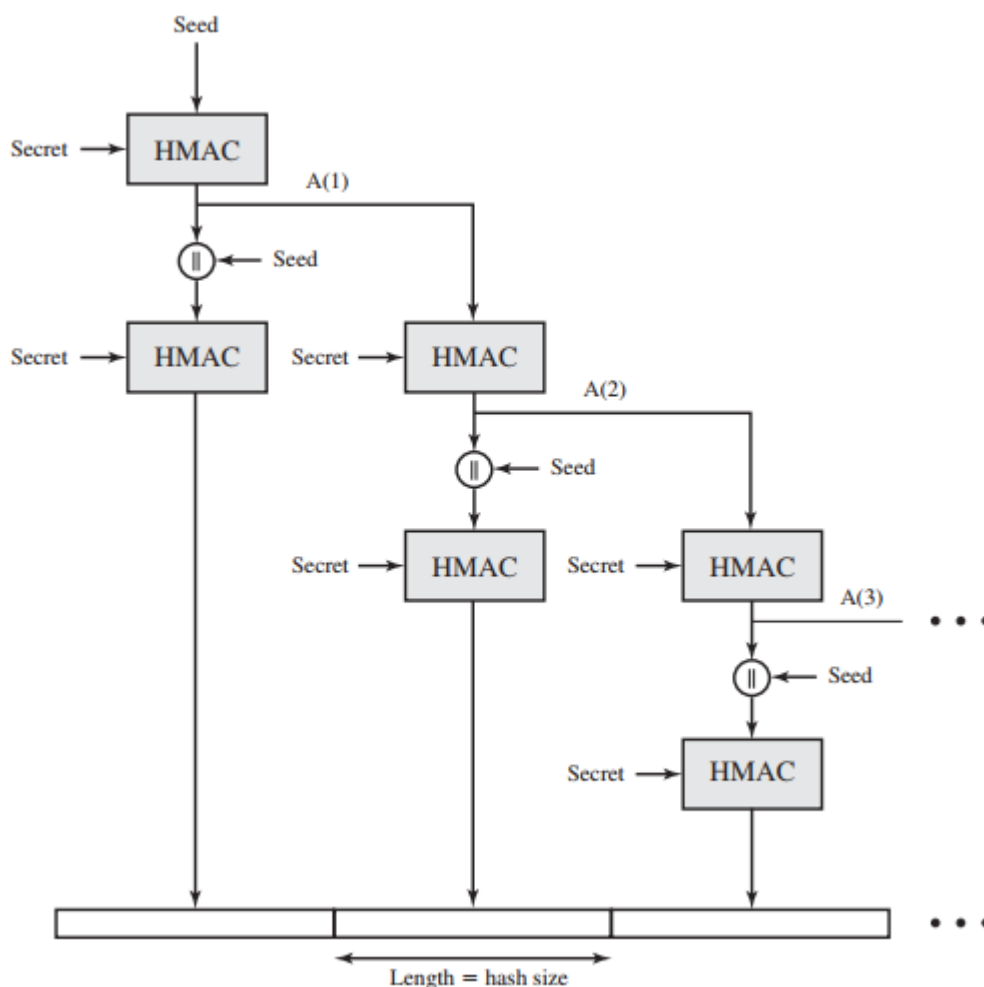 Seed
Secret
HMAC
A(1)
||
Seed
Secret
HMAC
Secret
HMAC
A(2)
||
Seed
Secret
HMAC
Secret
HMAC
A(3)
• • •
||
Seed
Secret
HMAC
• • •
Length = hash size